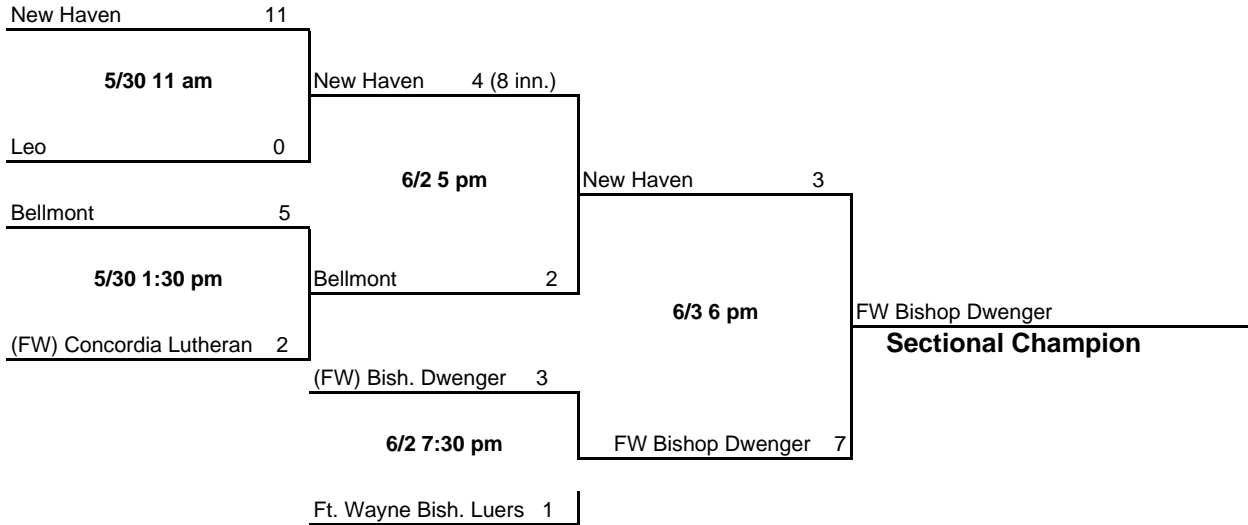 New Haven 11
5/30 11 am
New Haven 4 (8 inn.)
Leo 0
6/2 5 pm
New Haven 3
Bellmont 5
5/30 1:30 pm
Bellmont 2
6/3 6 pm
FW Bishop Dwenger
Sectional Champion
(FW) Concordia Lutheran 2
(FW) Bish. Dwenger 3
6/2 7:30 pm
FW Bishop Dwenger 7
Ft. Wayne Bish. Luers 1